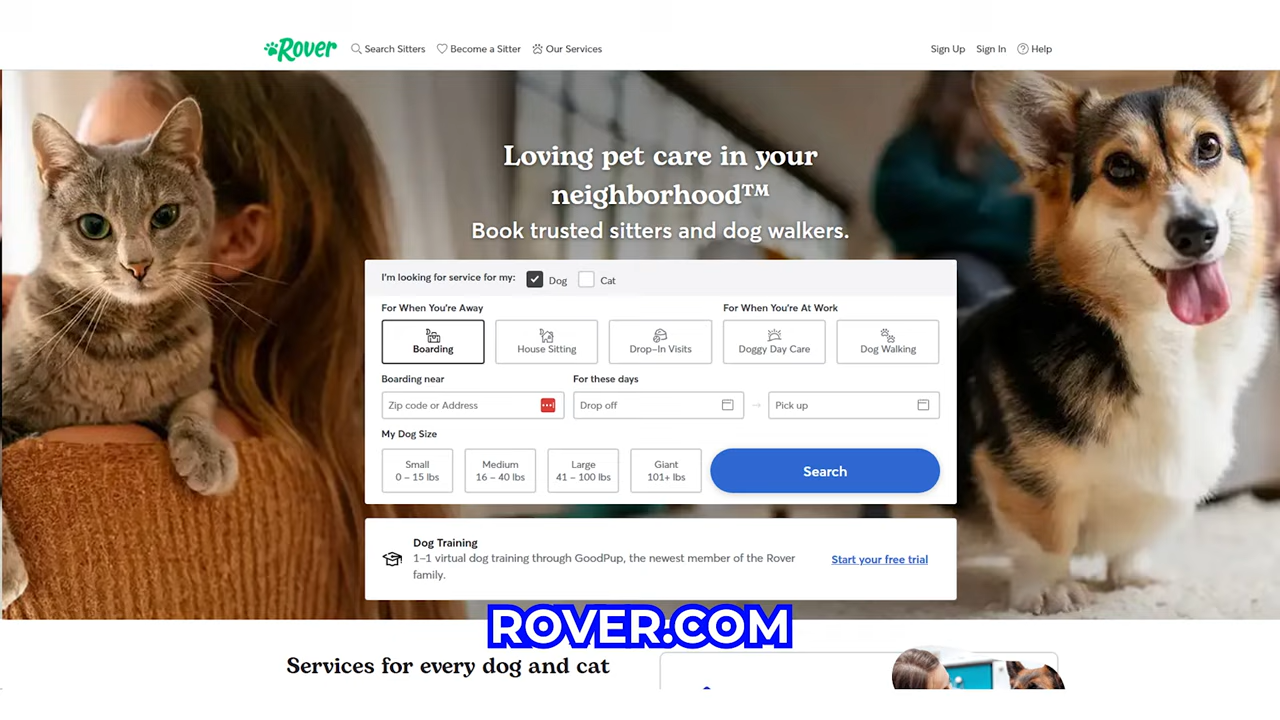 Rover
Search Sitters
Become a Sitter
Our Services
Sign Up
Sign In
Help
Loving pet care in your
neighborhood™
Book trusted sitters and dog walkers.
I'm looking for service for my:
Dog
Cat
For When You're Away
For When You're At Work
Boarding
House Sitting
Drop-In Visits
Doggy Day Care
Dog Walking
Boarding near
For these days
Zip code or Address
Drop off
Pick up
My Dog Size
Small
0 – 15 lbs
Medium
16 – 40 lbs
Large
41 – 100 lbs
Giant
101+ lbs
Search
Dog Training
1–1 virtual dog training through GoodPup, the newest member of the Rover
family.
Start your free trial
ROVER.COM
Services for every dog and cat